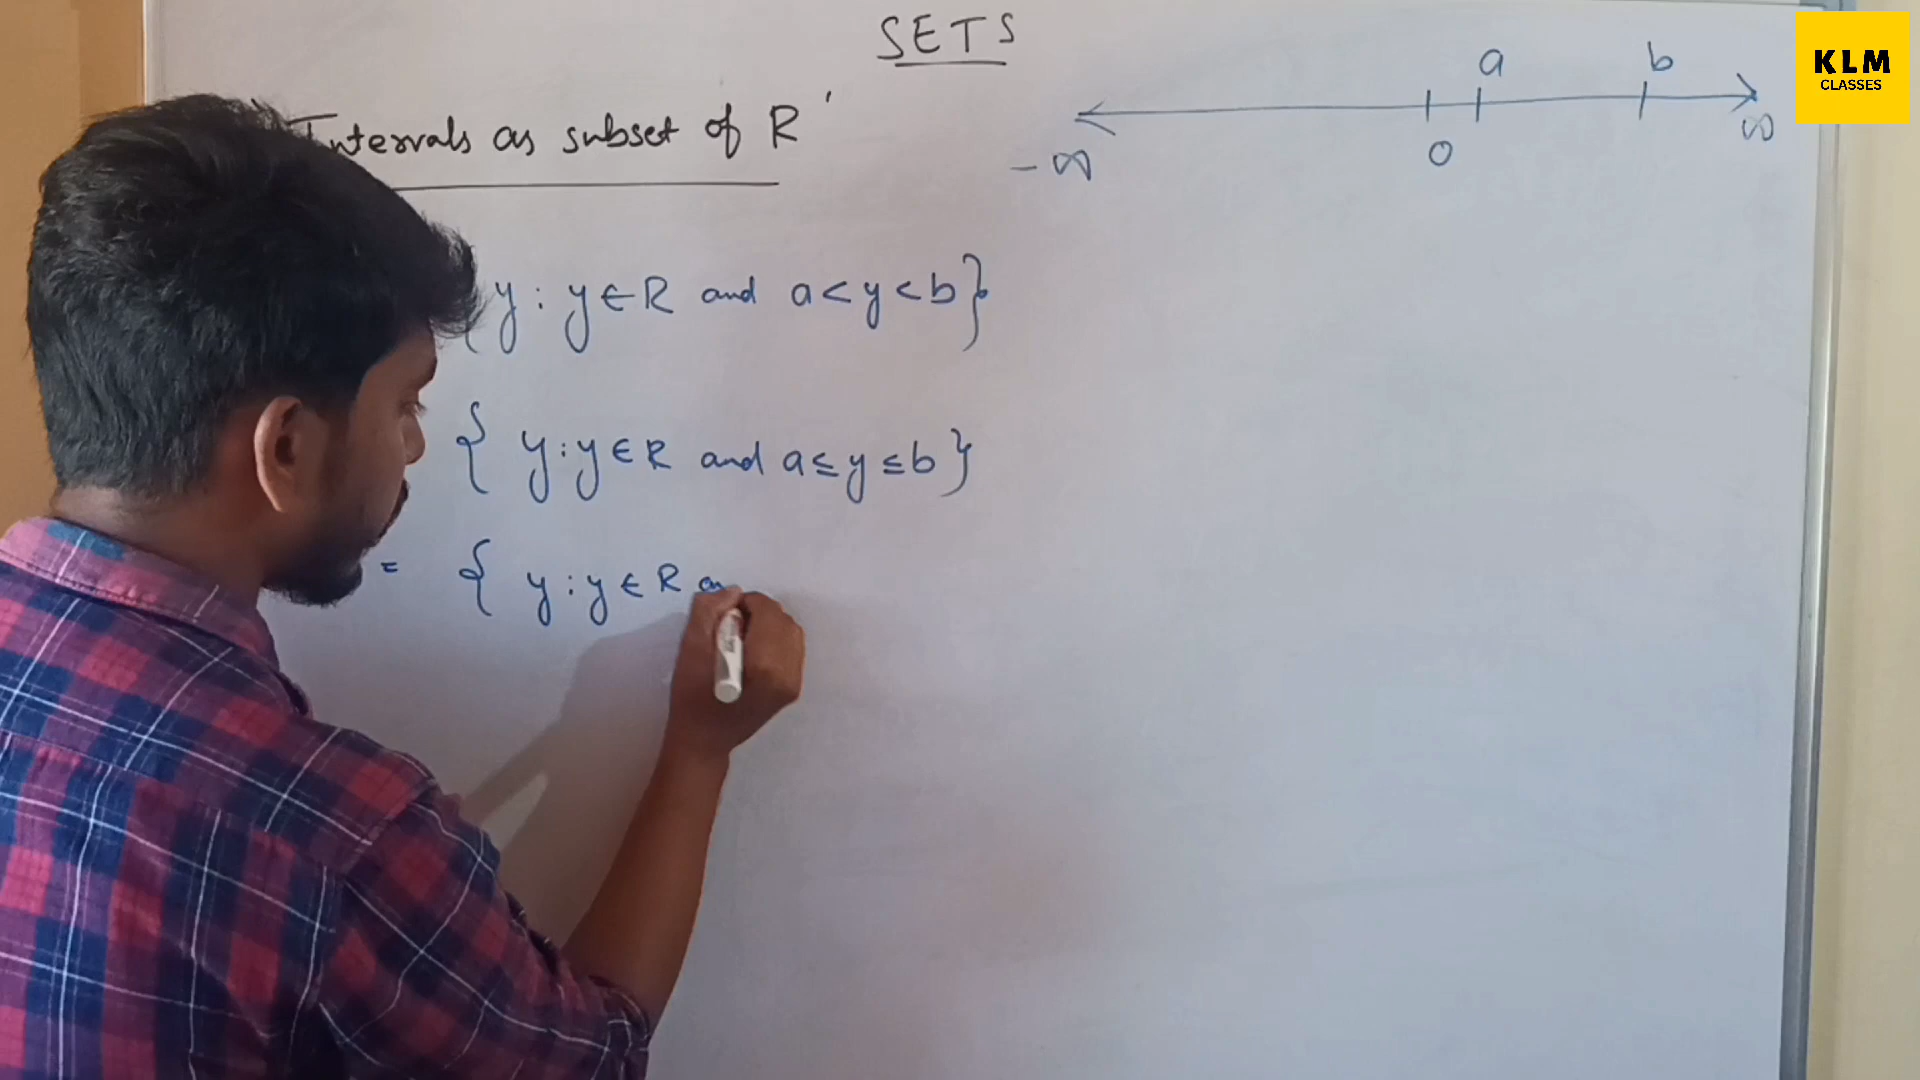 SETS
Intervals as subset of R'
a b
-∞ 0 ∞
KLM
CLASSES
{y : y∈R and a<y<b}
{ y:y∈R and a≤y≤b}
= { y:y∈R a